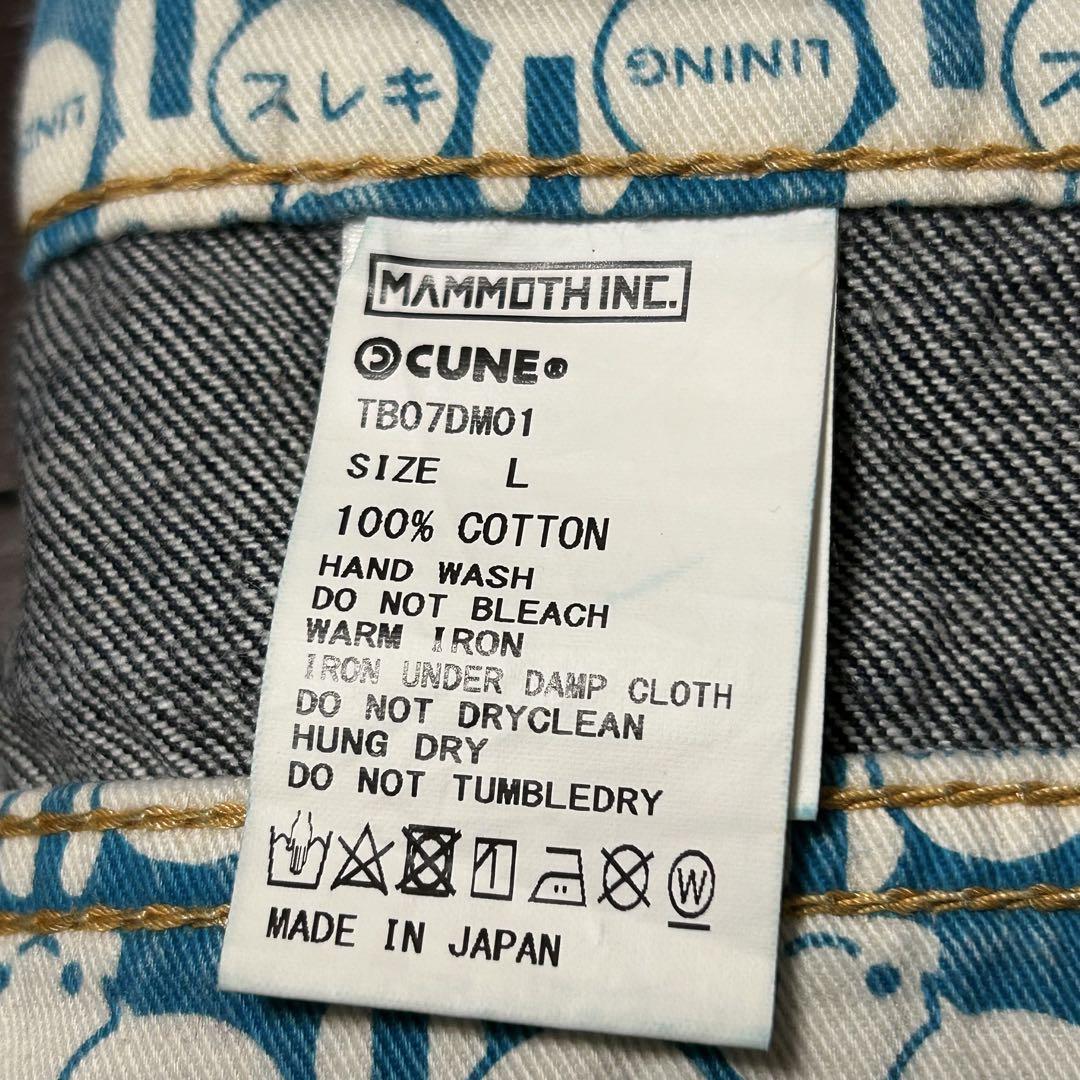 スレキ
LINING
MAMMOTH INC.
CUNE®
TB07DM01
SIZE L
100% COTTON
HAND WASH
DO NOT BLEACH
WARM IRON
IRON UNDER DAMP CLOTH
DO NOT DRYCLEAN
HUNG DRY
DO NOT TUMBLEDRY
W
MADE IN JAPAN